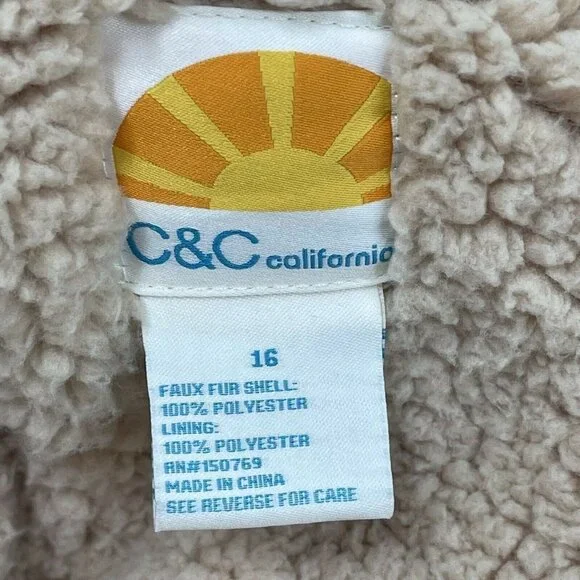 C&C california
16
FAUX FUR SHELL:
100% POLYESTER
LINING:
100% POLYESTER
RN#150769
MADE IN CHINA
SEE REVERSE FOR CARE